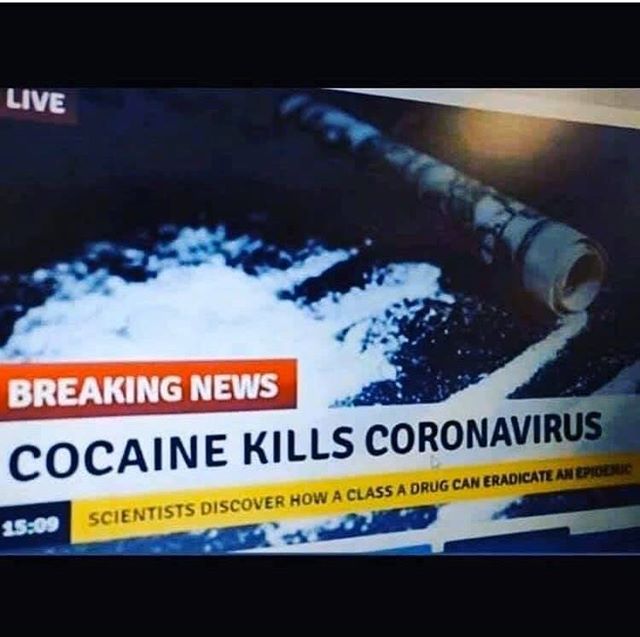 LIVE
BREAKING NEWS
COCAINE KILLS CORONAVIRUS
15:09
SCIENTISTS DISCOVER HOW A CLASS A DRUG CAN ERADICATE AN EPIDEMIC